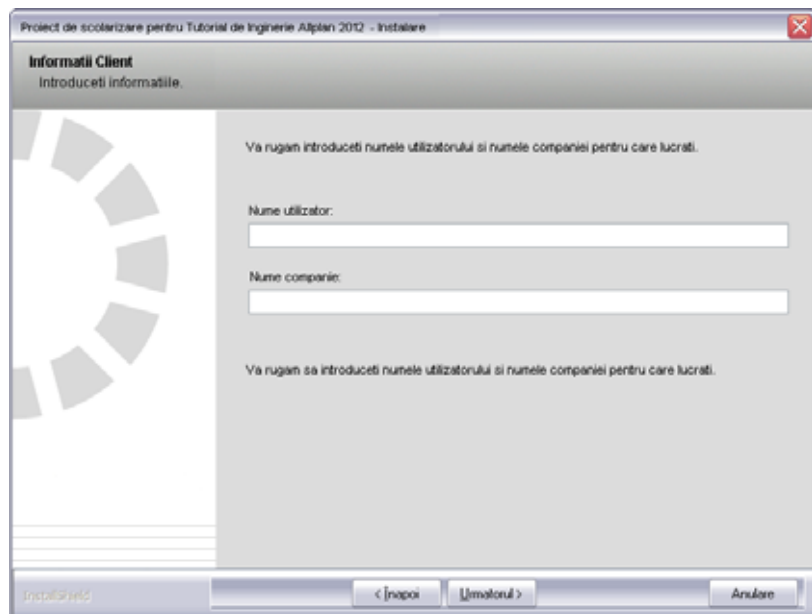 Proiect de scolarizare pentru Tutorial de Inginerie Allplan 2012 - Instalare
Informatii Client
Introduceti informatiile.
Va rugam introduceti numele utilizatorului si numele companiei pentru care lucrati.
Nume utilizator:
Nume companie:
Va rugam sa introduceti numele utilizatorului si numele companiei pentru care lucrati.
InstallShield
< Înapoi
Urmatorul >
Anulare